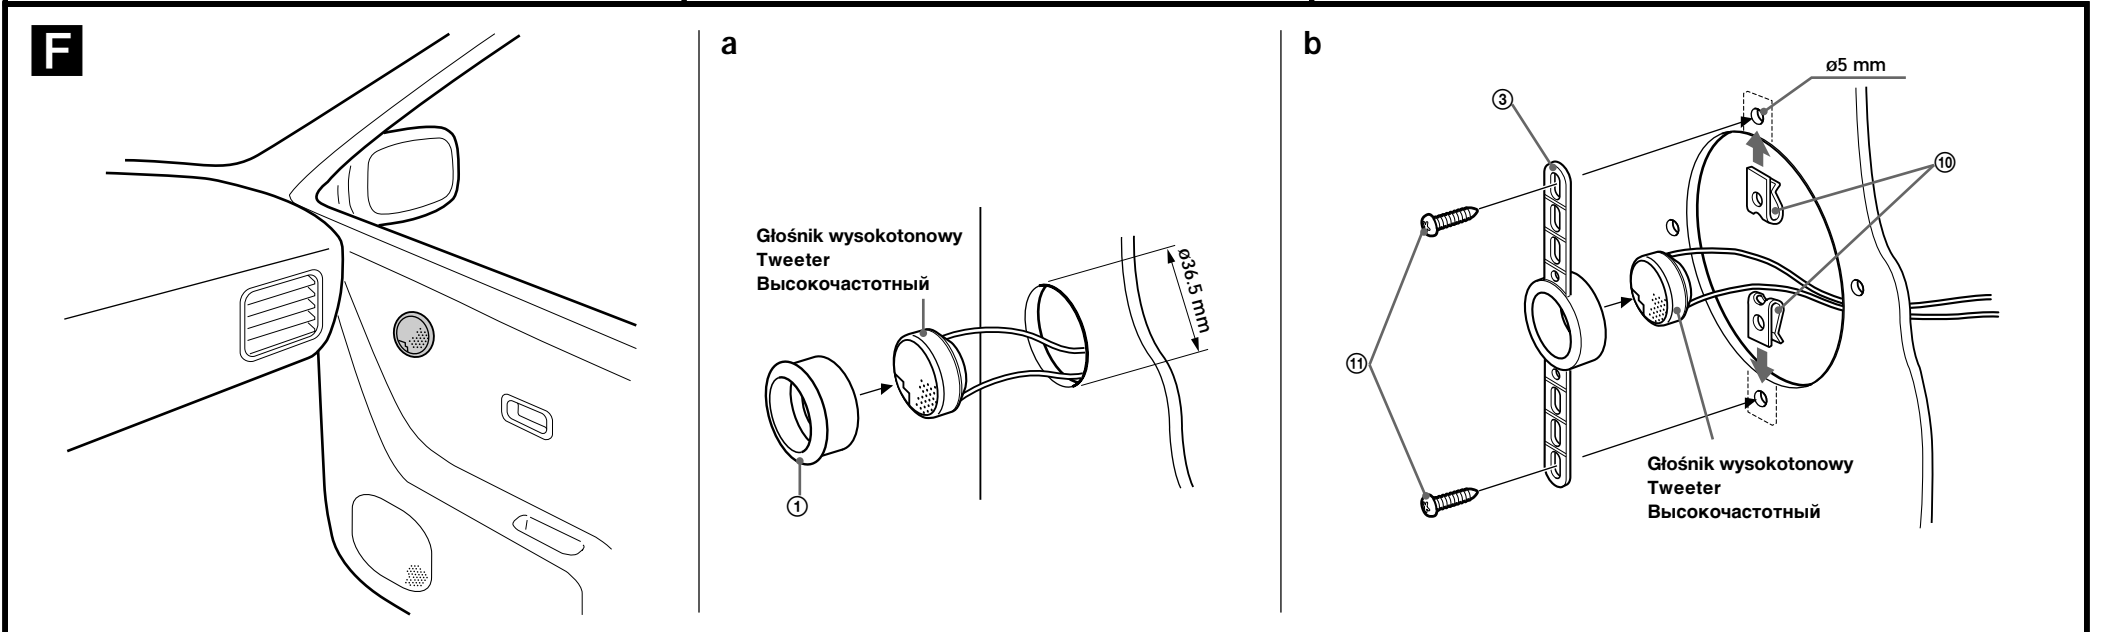 F
a
Głośnik wysokotonowy
Tweeter
Высокочастотный
ø36.5 mm
①
b
ø5 mm
③
⑩
⑪
Głośnik wysokotonowy
Tweeter
Высокочастотный